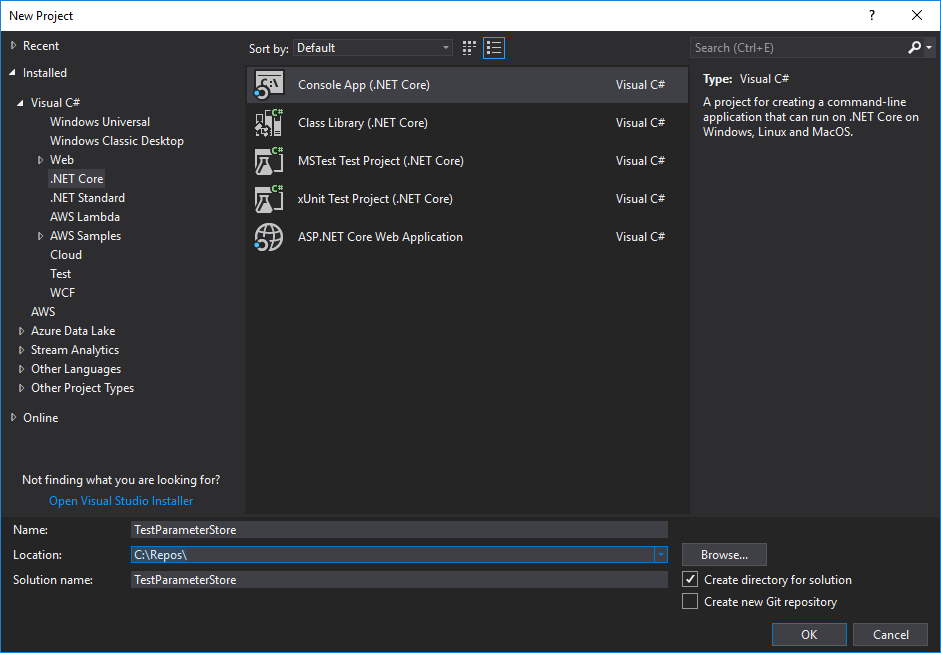 New Project
?
Recent
Installed
Visual C#
Windows Universal
Windows Classic Desktop
Web
.NET Core
.NET Standard
AWS Lambda
AWS Samples
Cloud
Test
WCF
AWS
Azure Data Lake
Stream Analytics
Other Languages
Other Project Types
Online
Not finding what you are looking for?
Open Visual Studio Installer
Sort by: Default
Console App (.NET Core) Visual C#
Class Library (.NET Core) Visual C#
MSTest Test Project (.NET Core) Visual C#
xUnit Test Project (.NET Core) Visual C#
ASP.NET Core Web Application Visual C#
Search (Ctrl+E)
Type: Visual C#
A project for creating a command-line
application that can run on .NET Core on
Windows, Linux and MacOS.
Name: TestParameterStore
Location: C:\Repos\
Browse...
Solution name: TestParameterStore
Create directory for solution
Create new Git repository
OK Cancel